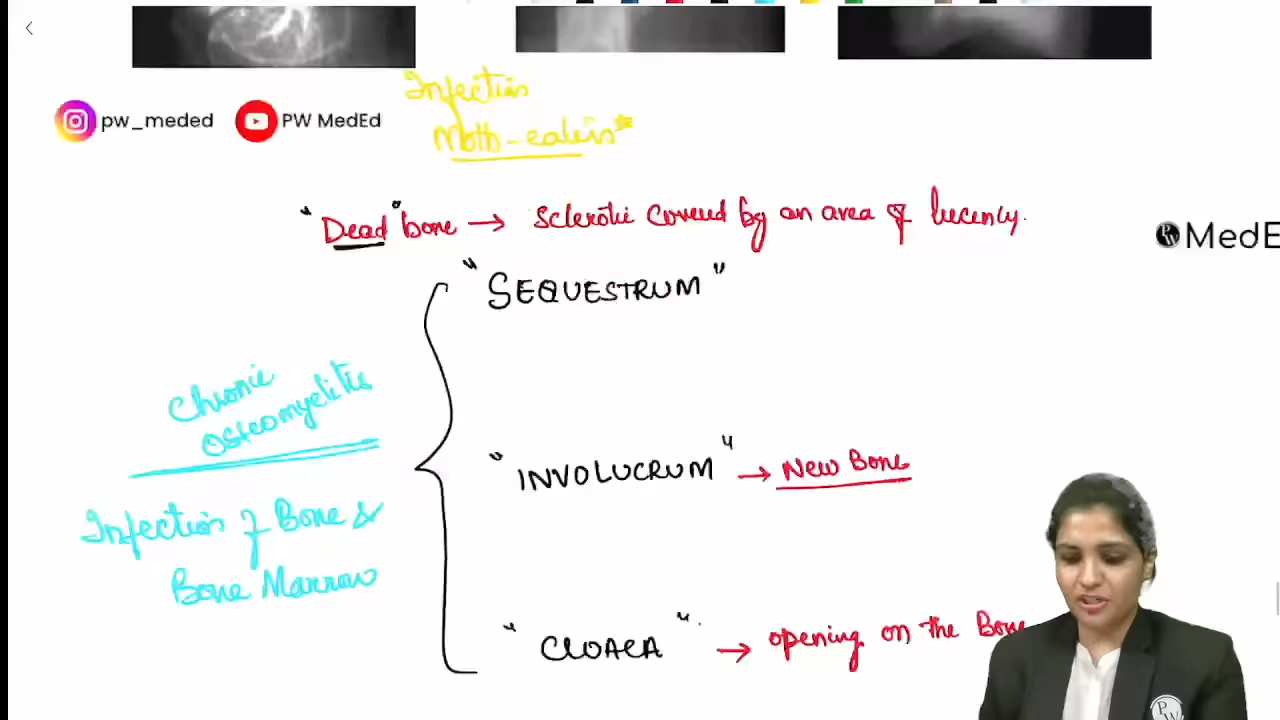 Infection
pw_meded PW MedEd
Moth-eaten*
"Dead" bone → Sclerotic covered by an area of lucency.
MedE
"SEQUESTRUM"
Chronic
Osteomyelitis
"INVOLUCRUM" → New Bone
Infection of Bone &
Bone Marrow
"CLOACA" → opening on the Bone
PW